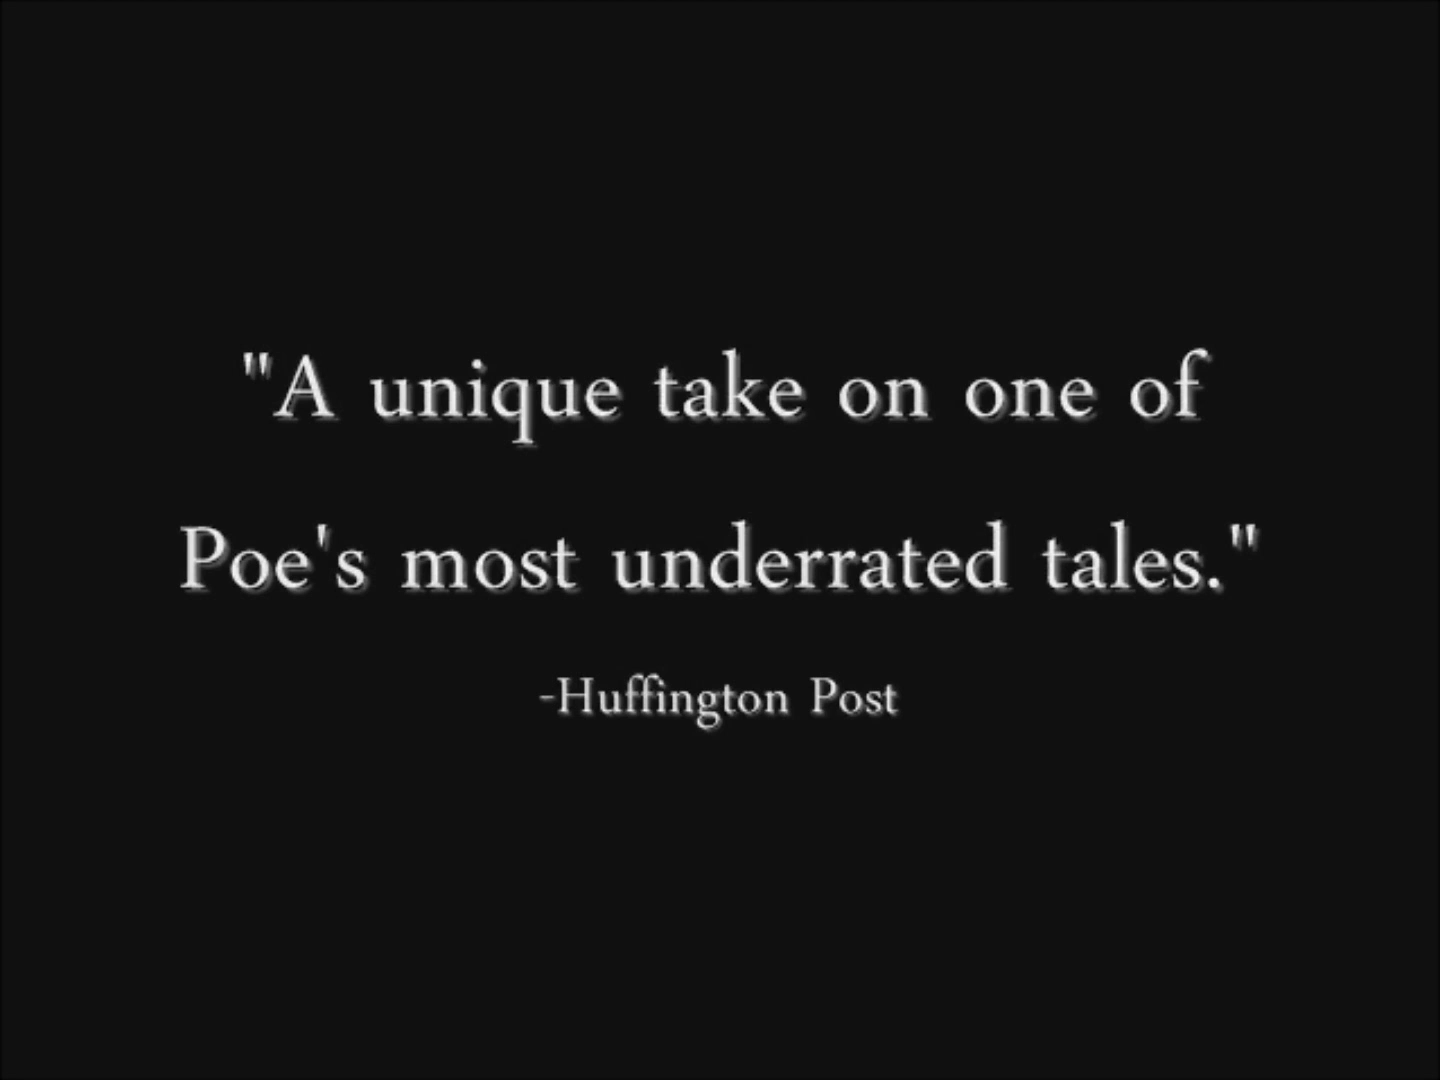 "A unique take on one of
Poe's most underrated tales."
-Huffington Post